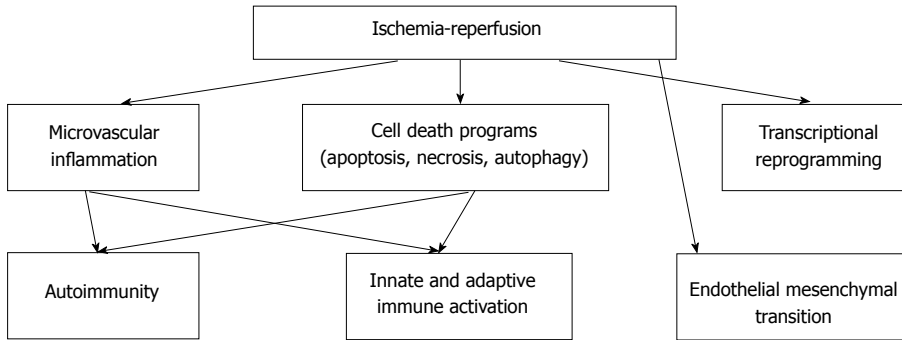 Ischemia-reperfusion
Microvascular
inflammation
Cell death programs
(apoptosis, necrosis, autophagy)
Transcriptional
reprogramming
Autoimmunity
Innate and adaptive
immune activation
Endothelial mesenchymal
transition